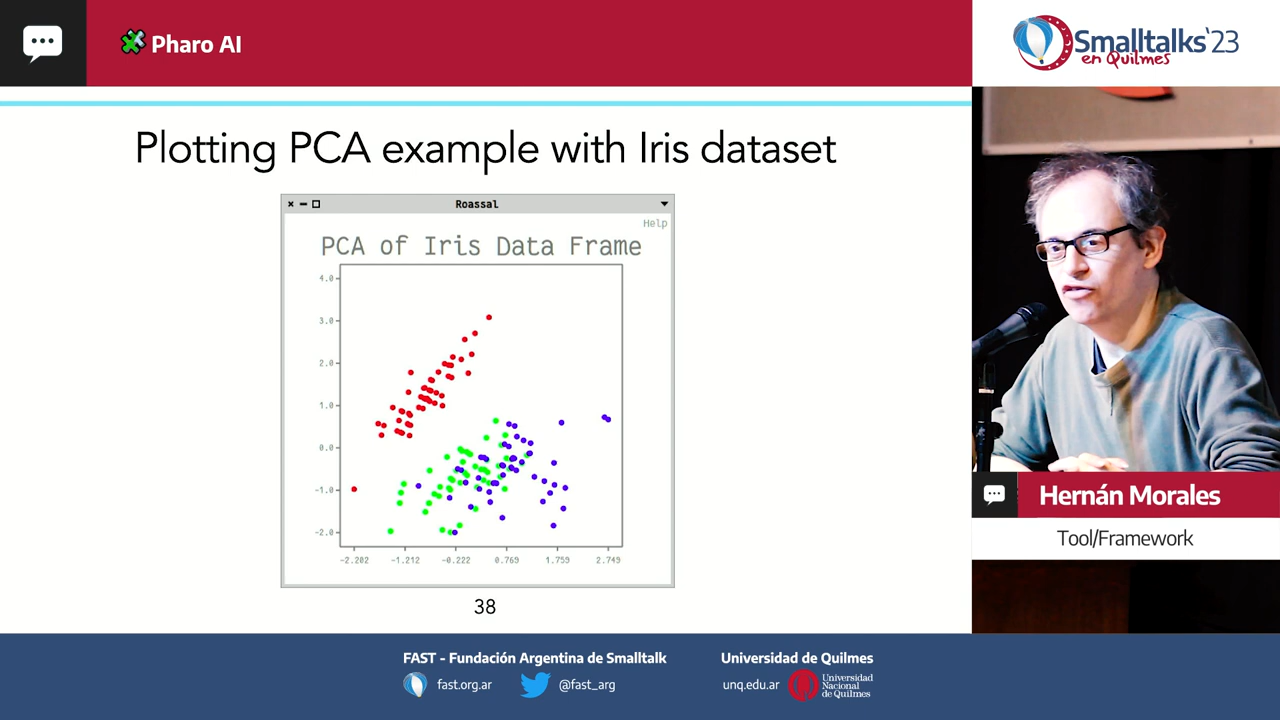 Pharo AI
Smalltalks'23
en Quilmes
Plotting PCA example with Iris dataset
Roassal
Help
PCA of Iris Data Frame
4.0
3.0
2.0
1.0
0.0
-1.0
-2.0
-2.202 -1.212 -0.222 0.769 1.759 2.749
38
Hernán Morales
Tool/Framework
FAST - Fundación Argentina de Smalltalk
fast.org.ar @fast_arg
Universidad de Quilmes
unq.edu.ar
Universidad
Nacional
de Quilmes